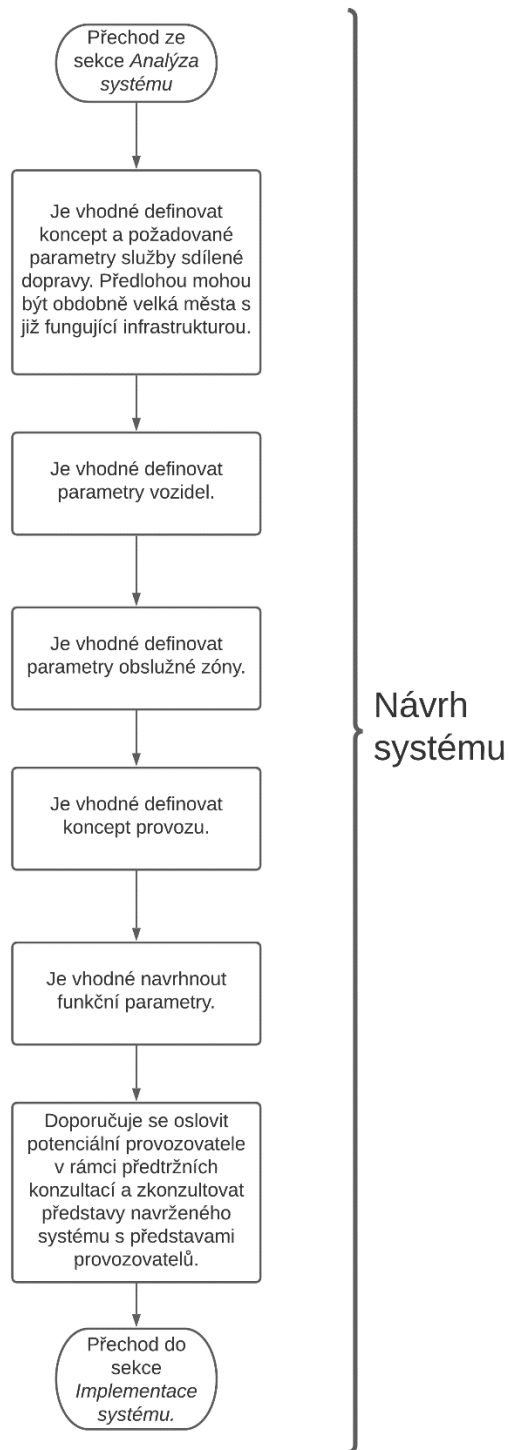 Přechod ze
sekce Analýza
systému
Je vhodné definovat
koncept a požadované
parametry služby sdílené
dopravy. Předlohou mohou
být obdobně velká města s
již fungující infrastrukturou.
Je vhodné definovat
parametry vozidel.
Je vhodné definovat
parametry obslužné zóny.
Je vhodné definovat
koncept provozu.
Je vhodné navrhnout
funkční parametry.
Doporučuje se oslovit
potenciální provozovatele
v rámci předtržních
konzultací a zkonzultovat
představy navrženého
systému s představami
provozovatelů.
Přechod do
sekce
Implementace
systému.
Návrh
systému